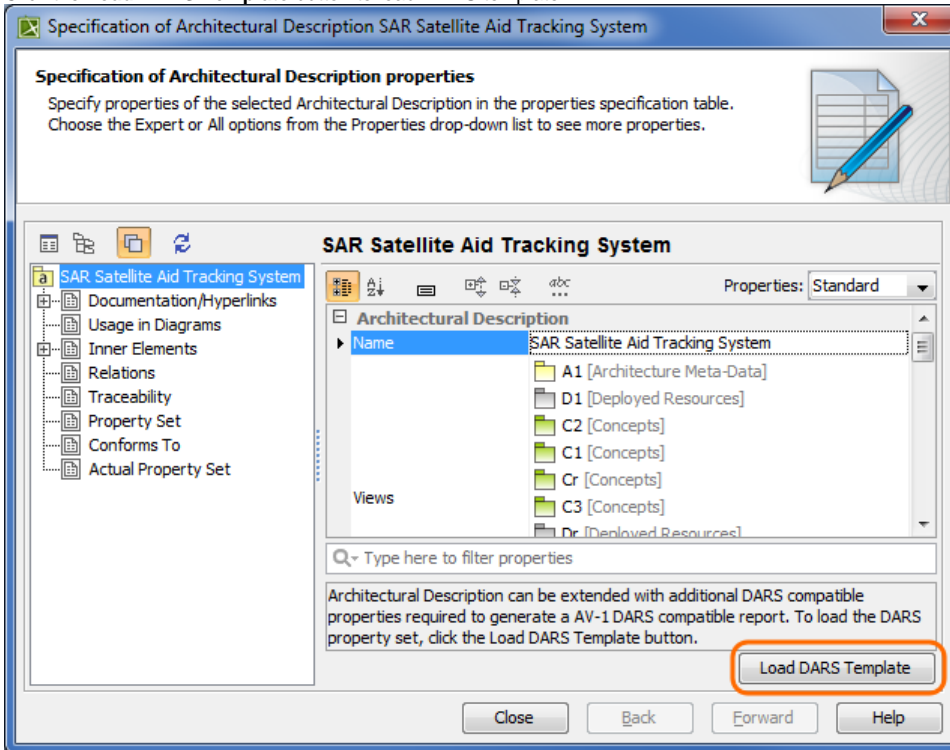 Specification of Architectural Description SAR Satellite Aid Tracking System
Specification of Architectural Description properties
Specify properties of the selected Architectural Description in the properties specification table.
Choose the Expert or All options from the Properties drop-down list to see more properties.
SAR Satellite Aid Tracking System
SAR Satellite Aid Tracking System
Documentation/Hyperlinks
Usage in Diagrams
Inner Elements
Relations
Traceability
Property Set
Conforms To
Actual Property Set
Properties: Standard
Architectural Description
Name SAR Satellite Aid Tracking System
A1 [Architecture Meta-Data]
D1 [Deployed Resources]
C2 [Concepts]
C1 [Concepts]
Cr [Concepts]
Views C3 [Concepts]
Dr [Deployed Resources]
Type here to filter properties
Architectural Description can be extended with additional DARS compatible
properties required to generate a AV-1 DARS compatible report. To load the DARS
property set, click the Load DARS Template button.
Load DARS Template
Close Back Forward Help